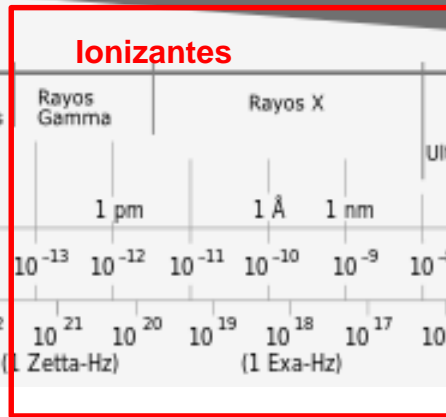 Ionizantes
Rayos Gamma
Rayos X
1 pm
1 Å
1 nm
10⁻¹³ 10⁻¹² 10⁻¹¹ 10⁻¹⁰ 10⁻⁹
10²¹ 10²⁰ 10¹⁹ 10¹⁸ 10¹⁷
(1 Zetta-Hz) (1 Exa-Hz)